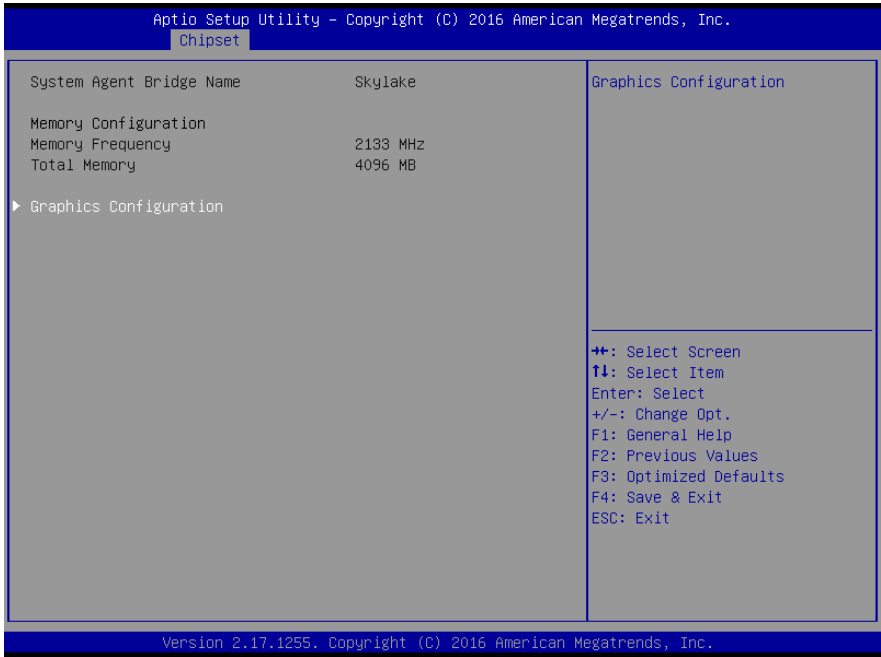 Aptio Setup Utility – Copyright (C) 2016 American Megatrends, Inc.
Chipset
System Agent Bridge Name Skylake
Memory Configuration
Memory Frequency 2133 MHz
Total Memory 4096 MB
▶ Graphics Configuration
Graphics Configuration
→←: Select Screen
↑↓: Select Item
Enter: Select
+/-: Change Opt.
F1: General Help
F2: Previous Values
F3: Optimized Defaults
F4: Save & Exit
ESC: Exit
Version 2.17.1255. Copyright (C) 2016 American Megatrends, Inc.